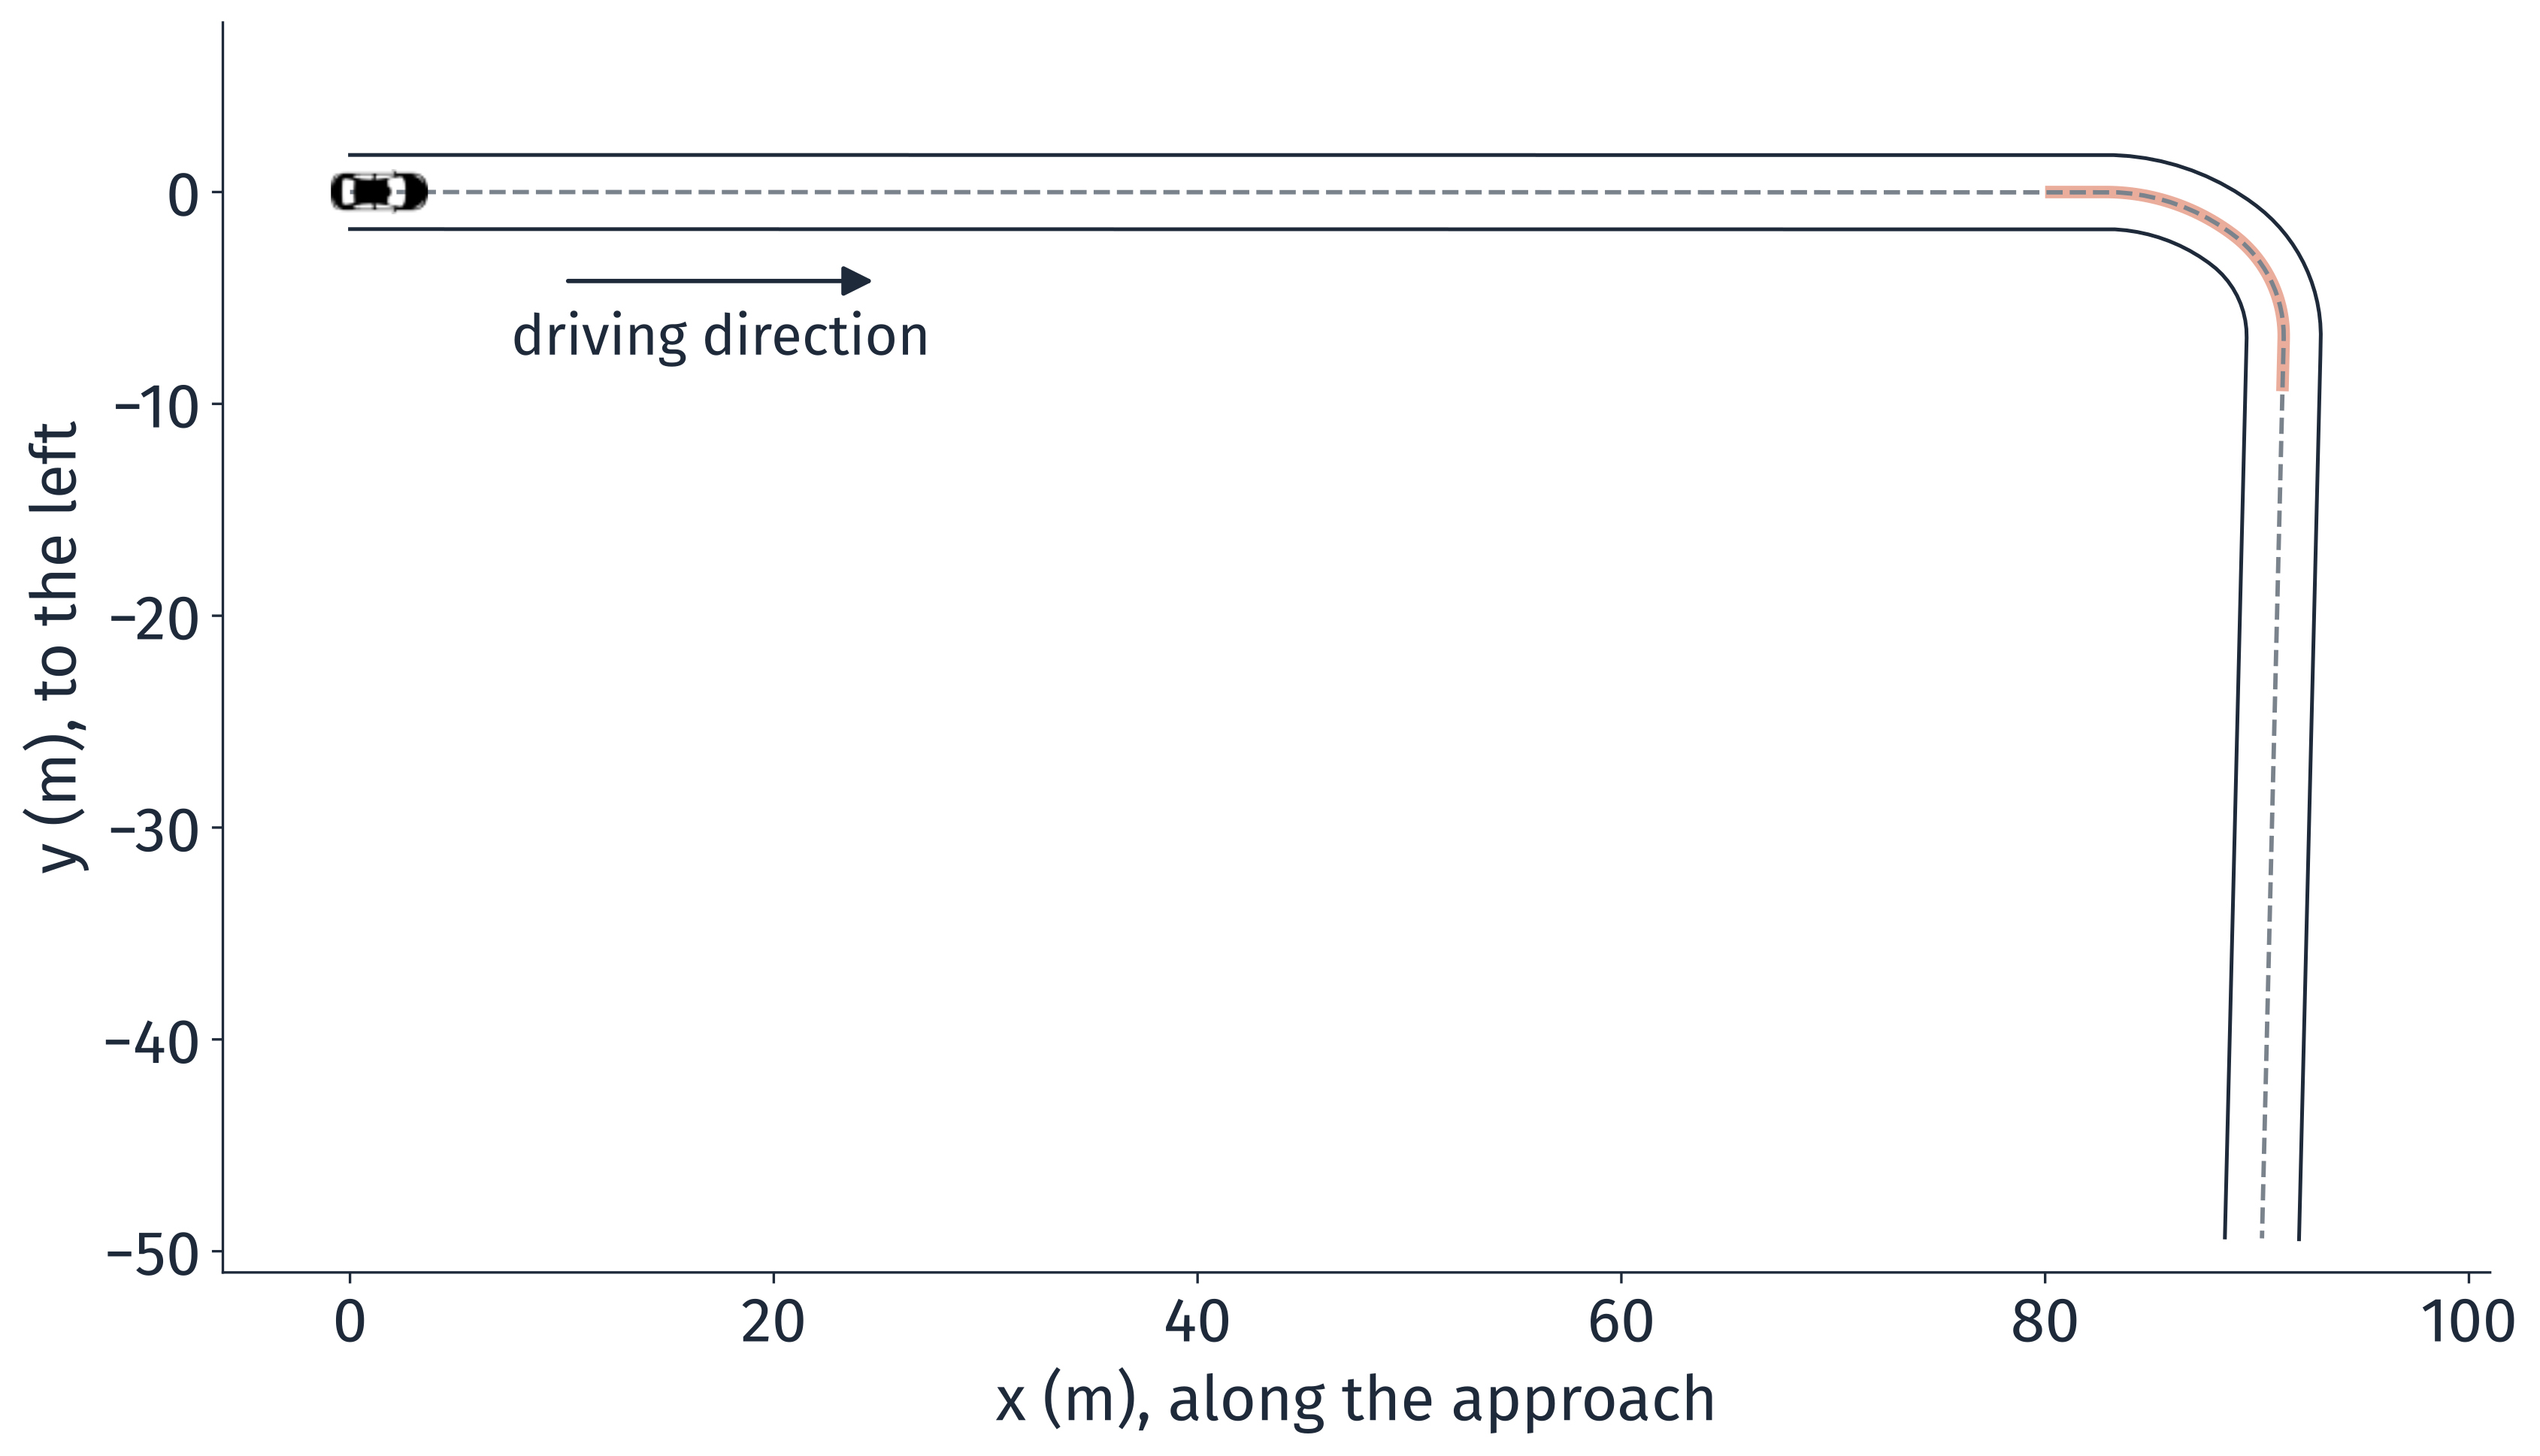 y (m), to the left
0
−10
−20
−30
−40
−50
driving direction
0 20 40 60 80 100
x (m), along the approach